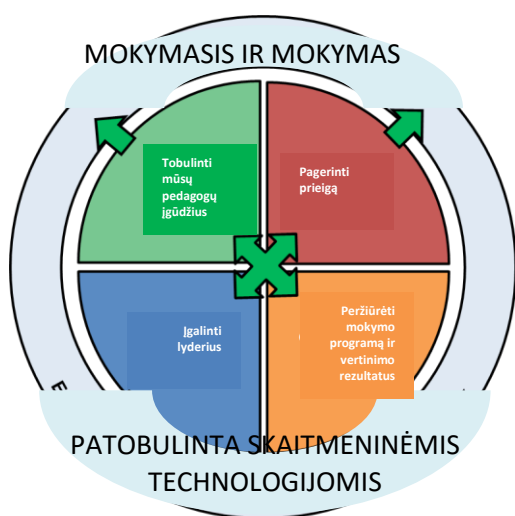 MOKYMASIS IR MOKYMAS
Tobulinti
mūsų
pedagogų
įgūdžius
Pagerinti
prieigą
Įgalinti
lyderius
Peržiūrėti
mokymo
programą ir
vertinimo
rezultatus
PATOBULINTA SKAITMENINĖMIS
TECHNOLOGIJOMIS